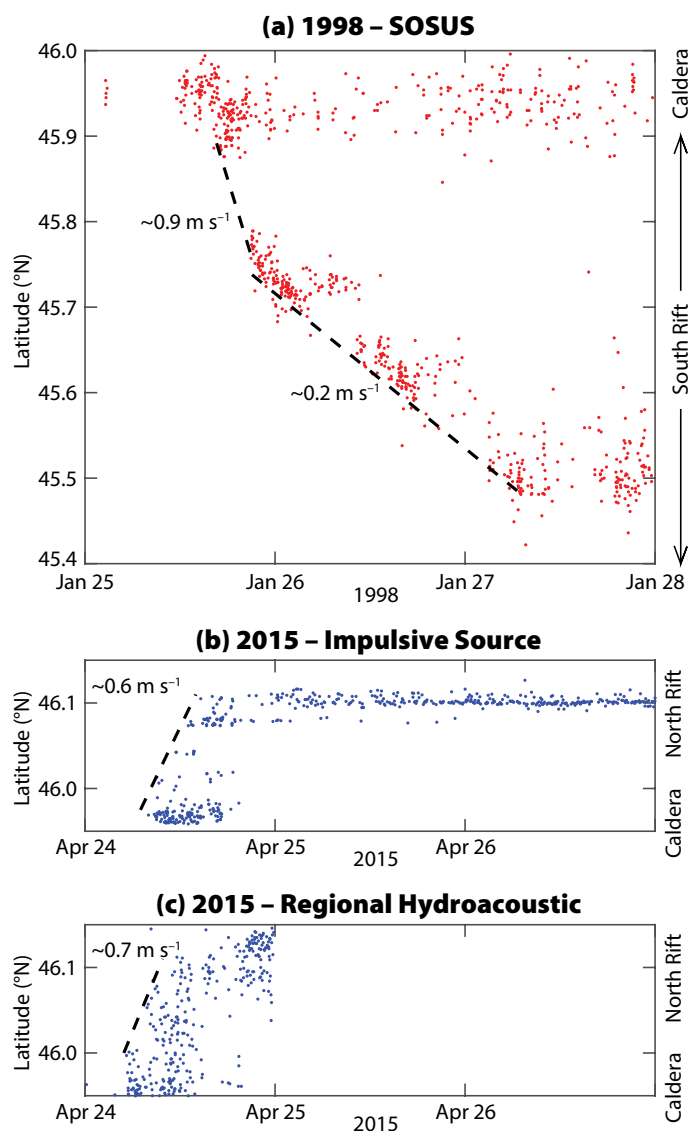 (a) 1998 – SOSUS
46.0
45.9
45.8
45.7
45.6
45.5
45.4
Latitude (°N)
~0.9 m s⁻¹
~0.2 m s⁻¹
Caldera
South Rift
Jan 25
Jan 26
Jan 27
Jan 28
1998
(b) 2015 – Impulsive Source
46.1
46.0
Latitude (°N)
~0.6 m s⁻¹
North Rift
Caldera
Apr 24
Apr 25
Apr 26
2015
(c) 2015 – Regional Hydroacoustic
46.1
46.0
Latitude (°N)
~0.7 m s⁻¹
North Rift
Caldera
Apr 24
Apr 25
Apr 26
2015